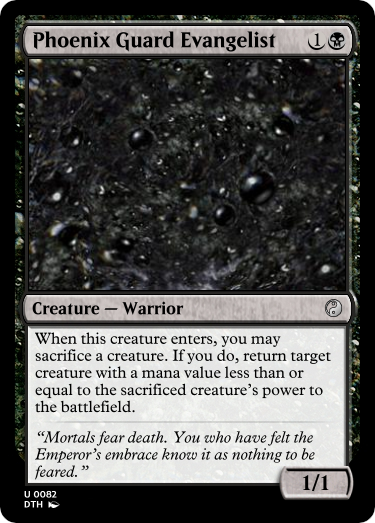 Phoenix Guard Evangelist 1
Creature — Warrior
When this creature enters, you may
sacrifice a creature. If you do, return target
creature with a mana value less than or
equal to the sacrificed creature's power to
the battlefield.
"Mortals fear death. You who have felt the
Emperor's embrace know it as nothing to be
feared."
1/1
U 0082
DTH